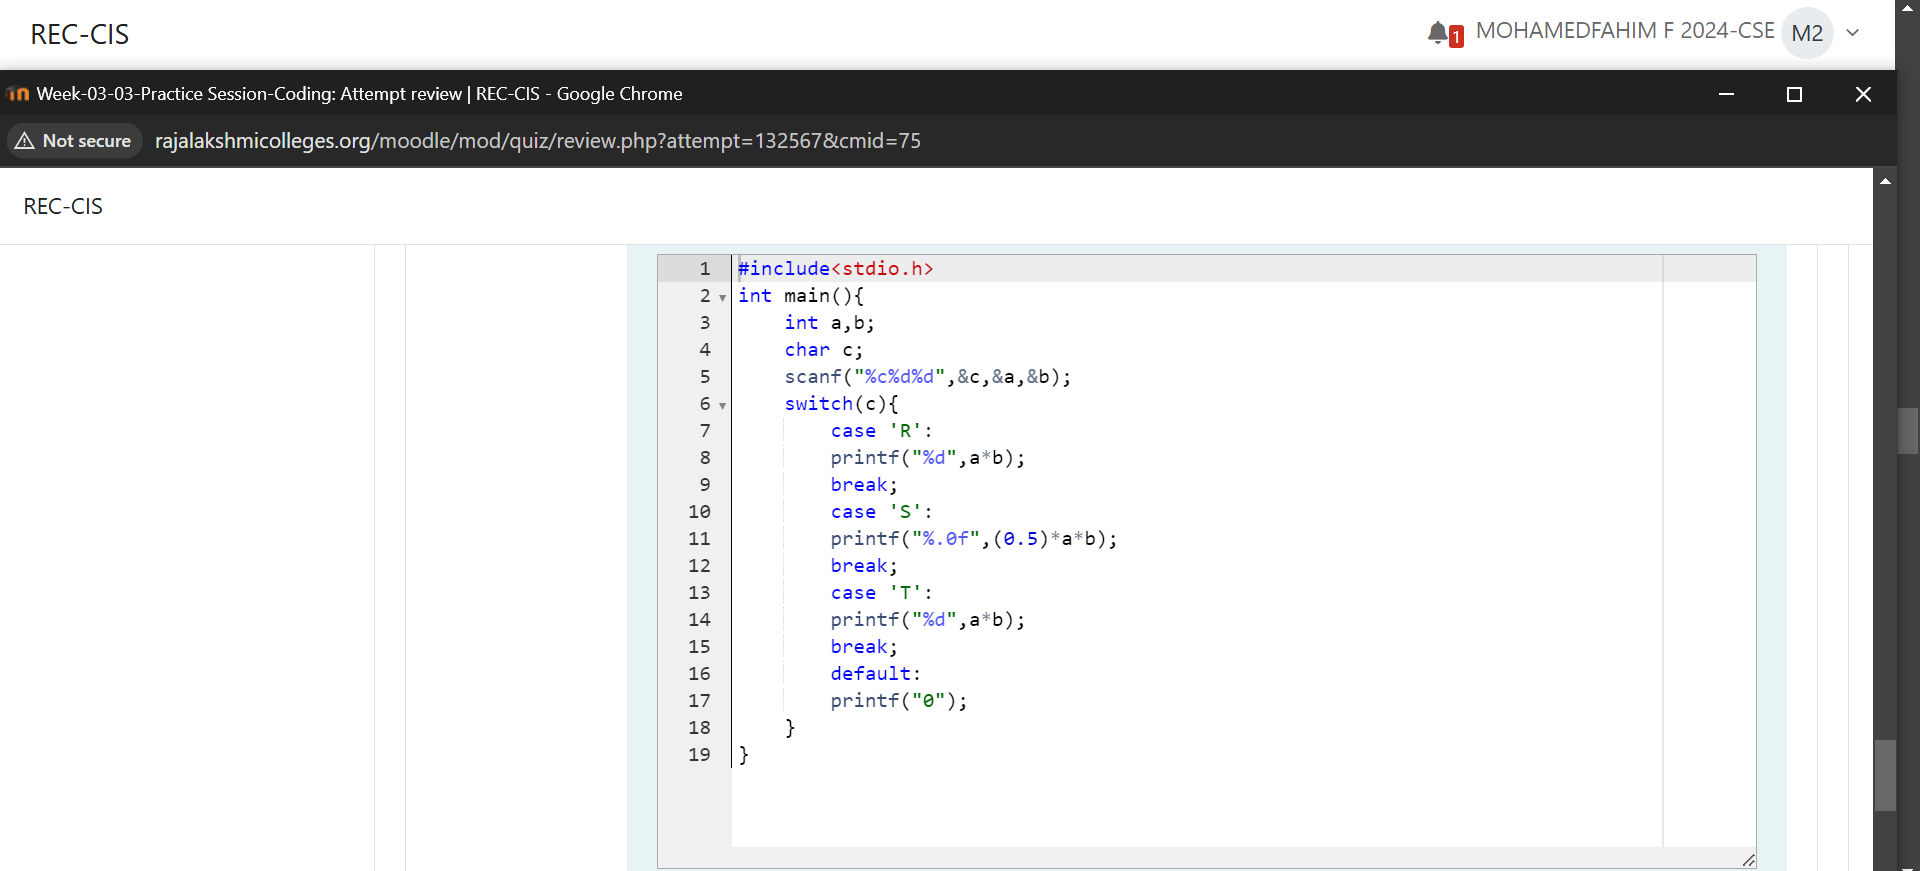 REC-CIS
1 MOHAMEDFAHIM F 2024-CSE M2
Week-03-03-Practice Session-Coding: Attempt review | REC-CIS - Google Chrome
Not secure rajalakshmicolleges.org/moodle/mod/quiz/review.php?attempt=132567&cmid=75
REC-CIS
1 #include<stdio.h>
2 int main(){
3     int a,b;
4     char c;
5     scanf("%c%d%d",&c,&a,&b);
6     switch(c){
7         case 'R':
8         printf("%d",a*b);
9         break;
10         case 'S':
11         printf("%.0f",(0.5)*a*b);
12         break;
13         case 'T':
14         printf("%d",a*b);
15         break;
16         default:
17         printf("0");
18     }
19 }